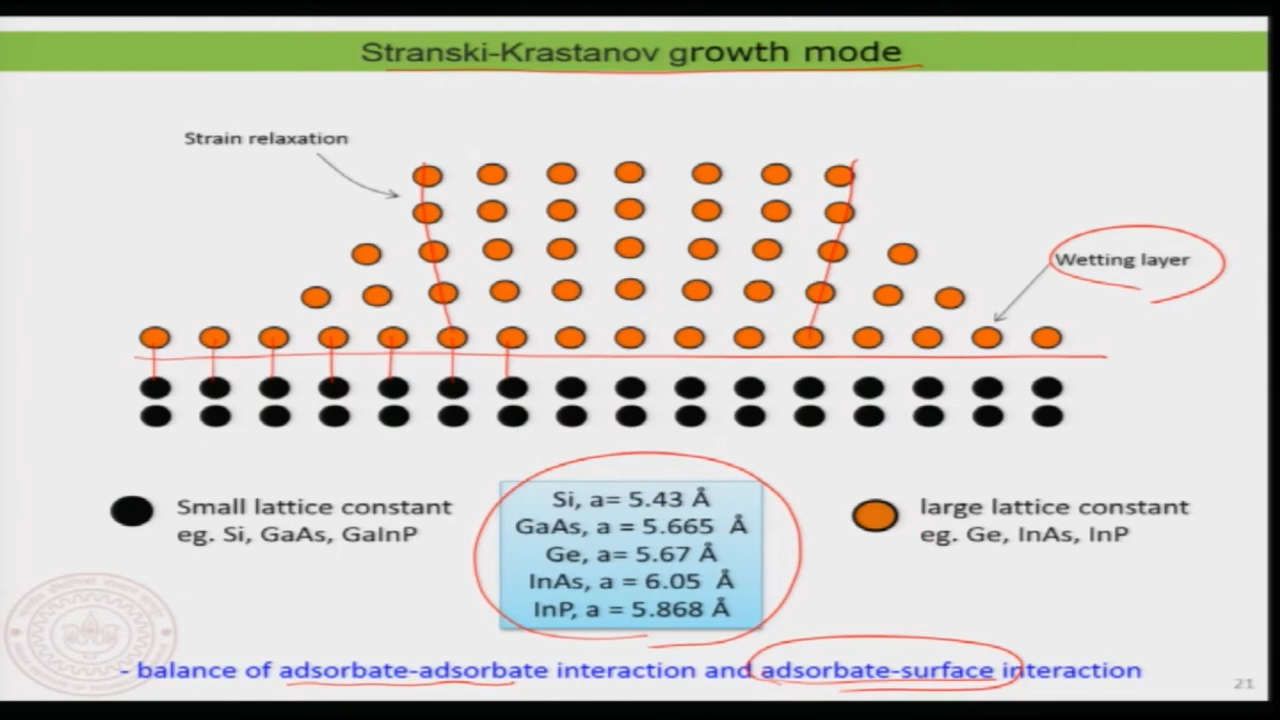 Stranski-Krastanov growth mode
Strain relaxation
Wetting layer
Small lattice constant
eg. Si, GaAs, GaInP
Si, a= 5.43 Å
GaAs, a = 5.665 Å
Ge, a= 5.67 Å
InAs, a = 6.05 Å
InP, a = 5.868 Å
large lattice constant
eg. Ge, InAs, InP
- balance of adsorbate-adsorbate interaction and adsorbate-surface interaction
21